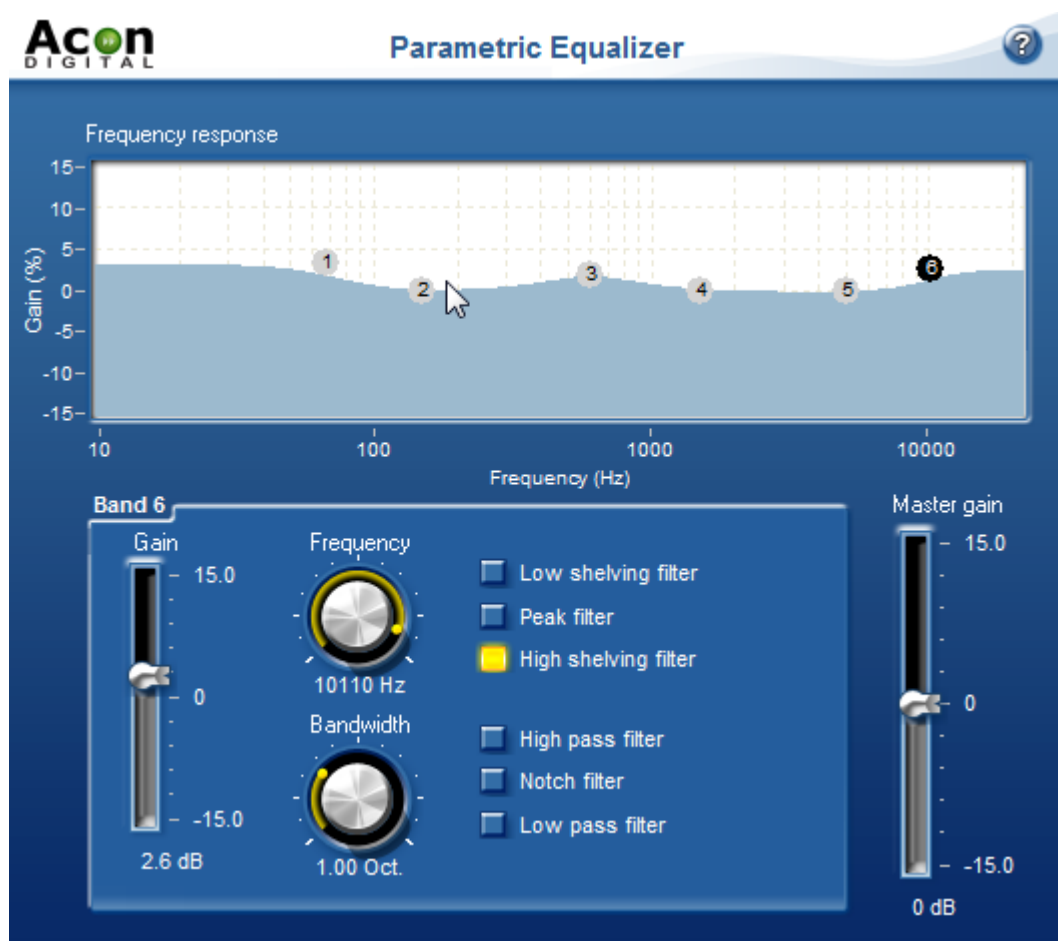 Acon
DIGITAL
Parametric Equalizer
?
Frequency response
Gain (%)
15
10
5
0
-5
-10
-15
1
2
3
4
5
6
10
100
1000
10000
Frequency (Hz)
Band 6
Gain
15.0
0
-15.0
2.6 dB
Frequency
10110 Hz
Bandwidth
1.00 Oct.
Low shelving filter
Peak filter
High shelving filter
High pass filter
Notch filter
Low pass filter
Master gain
15.0
0
-15.0
0 dB